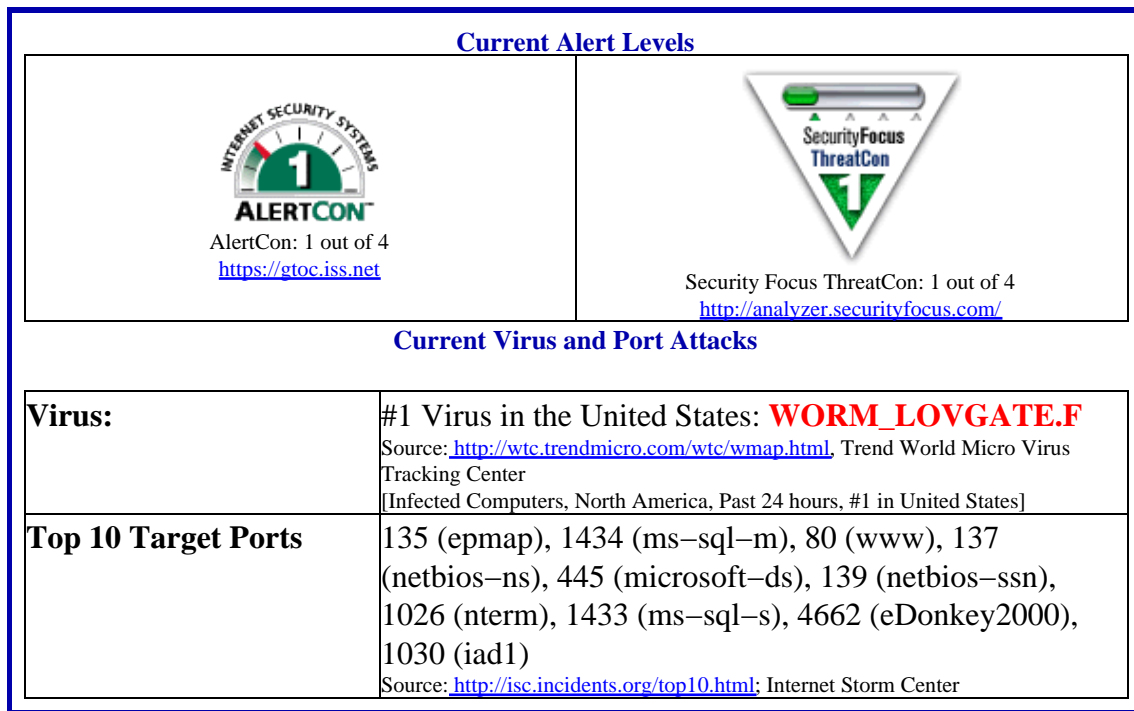 Current Alert Levels
INTERNET SECURITY SYSTEMS
1
ALERTCON™
AlertCon: 1 out of 4
https://gtoc.iss.net
SecurityFocus
ThreatCon
1
Security Focus ThreatCon: 1 out of 4
http://analyzer.securityfocus.com/
Current Virus and Port Attacks
Virus:
#1 Virus in the United States: WORM_LOVGATE.F
Source: http://wtc.trendmicro.com/wtc/wmap.html, Trend World Micro Virus
Tracking Center
[Infected Computers, North America, Past 24 hours, #1 in United States]
Top 10 Target Ports
135 (epmap), 1434 (ms−sql−m), 80 (www), 137
(netbios−ns), 445 (microsoft−ds), 139 (netbios−ssn),
1026 (nterm), 1433 (ms−sql−s), 4662 (eDonkey2000),
1030 (iad1)
Source: http://isc.incidents.org/top10.html; Internet Storm Center